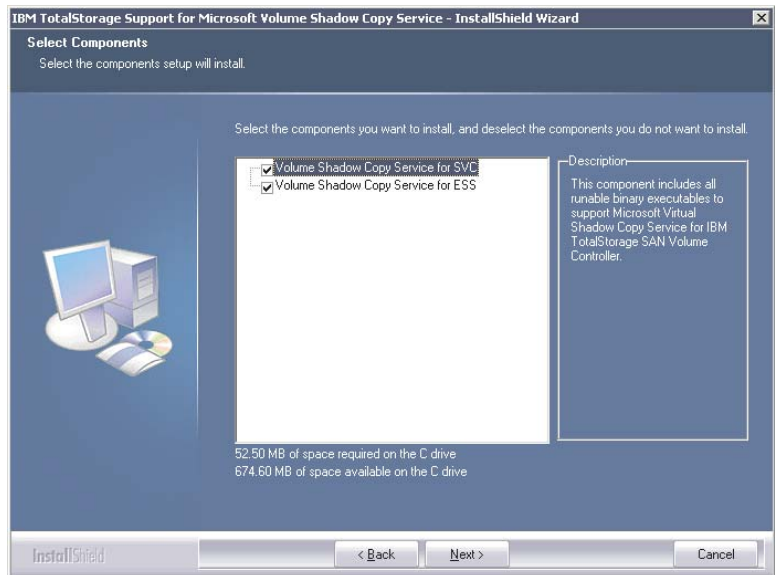 IBM TotalStorage Support for Microsoft Volume Shadow Copy Service - InstallShield Wizard
Select Components
Select the components setup will install.
Select the components you want to install, and deselect the components you do not want to install.
Volume Shadow Copy Service for SVC
Volume Shadow Copy Service for ESS
Description
This component includes all
runable binary executables to
support Microsoft Virtual
Shadow Copy Service for IBM
TotalStorage SAN Volume
Controller.
52.50 MB of space required on the C drive
674.60 MB of space available on the C drive
InstallShield
< Back
Next >
Cancel